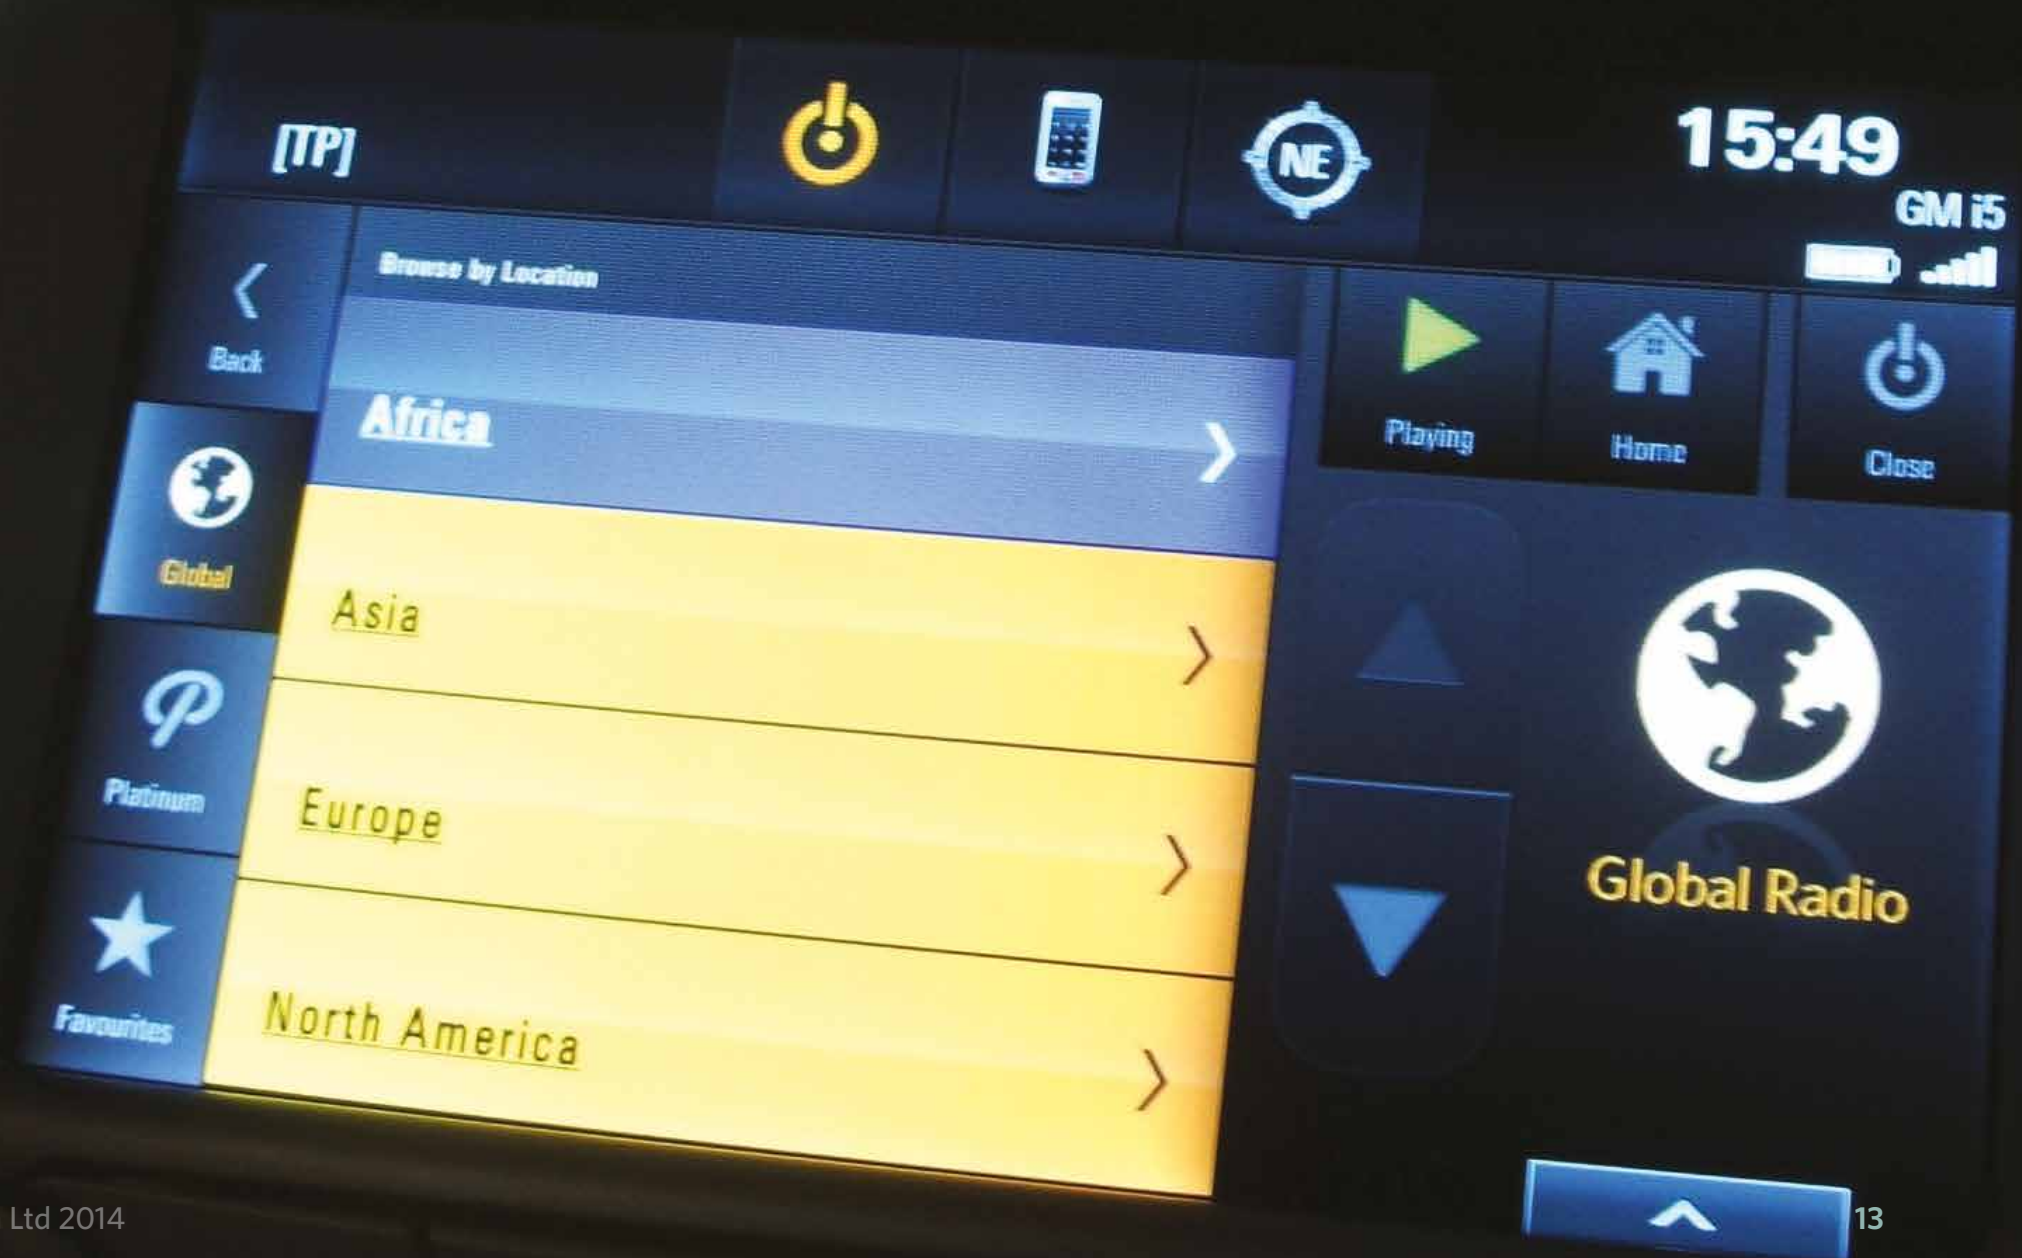 [TP]
NE
15:49
GM i5
Back
Browse by Location
Playing
Home
Close
Africa
Global
Asia
Platinum
Europe
Global Radio
Favourites
North America
Ltd 2014
13